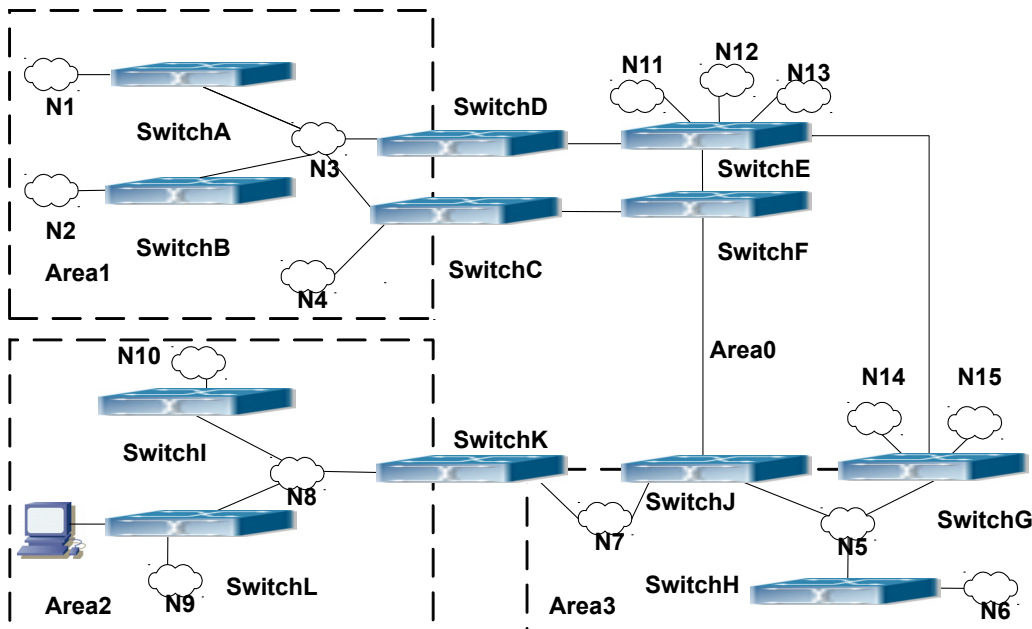 N1
SwitchA
N3
N2
SwitchB
Area1
N4
SwitchD
SwitchC
N11
N12
N13
SwitchE
SwitchF
Area0
N10
SwitchI
N8
SwitchK
N14
N15
SwitchJ
SwitchG
N7
N5
SwitchL
N9
Area2
Area3
SwitchH
N6